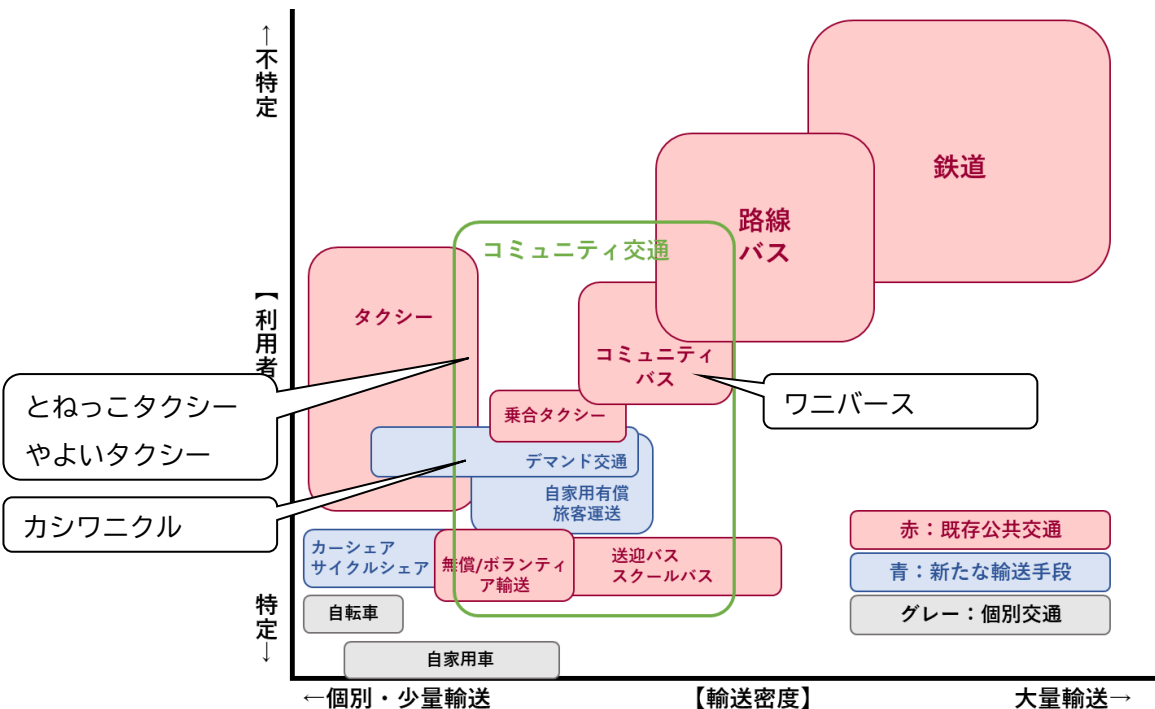 ←不特定
【利用者
特定→
鉄道
路線
バス
コミュニティ交通
タクシー
コミュニティ
バス
とねっこタクシー
やよいタクシー
ワニバース
乗合タクシー
デマンド交通
自家用有償
旅客運送
カシワニクル
カーシェア
サイクルシェア
無償/ボランティ
ア輸送
送迎バス
スクールバス
自転車
自家用車
赤：既存公共交通
青：新たな輸送手段
グレー：個別交通
←個別・少量輸送
【輸送密度】
大量輸送→